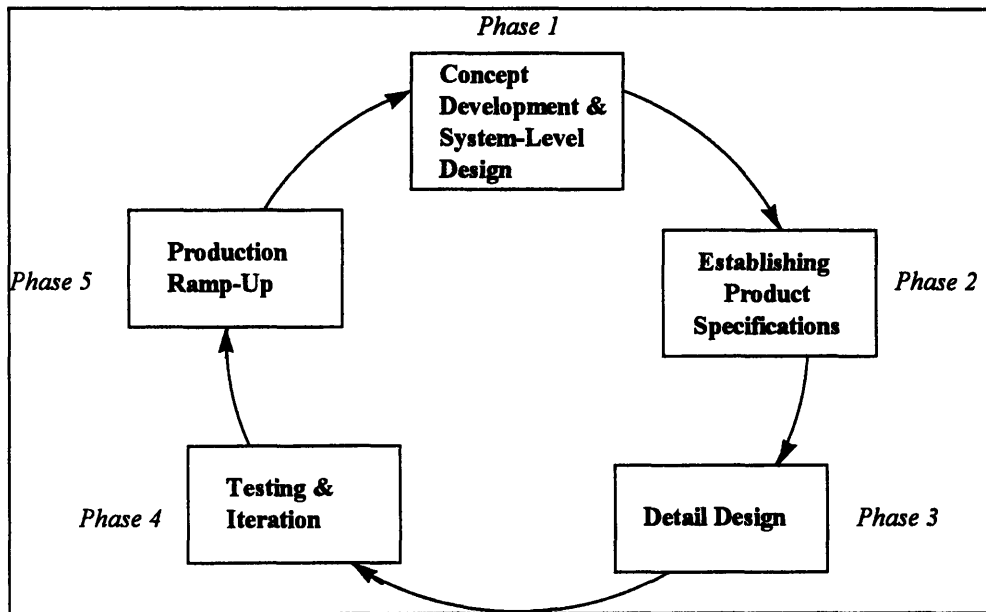 Phase 1
Concept
Development &
System-Level
Design
Establishing
Product
Specifications
Phase 2
Detail Design
Phase 3
Testing &
Iteration
Phase 4
Production
Ramp-Up
Phase 5